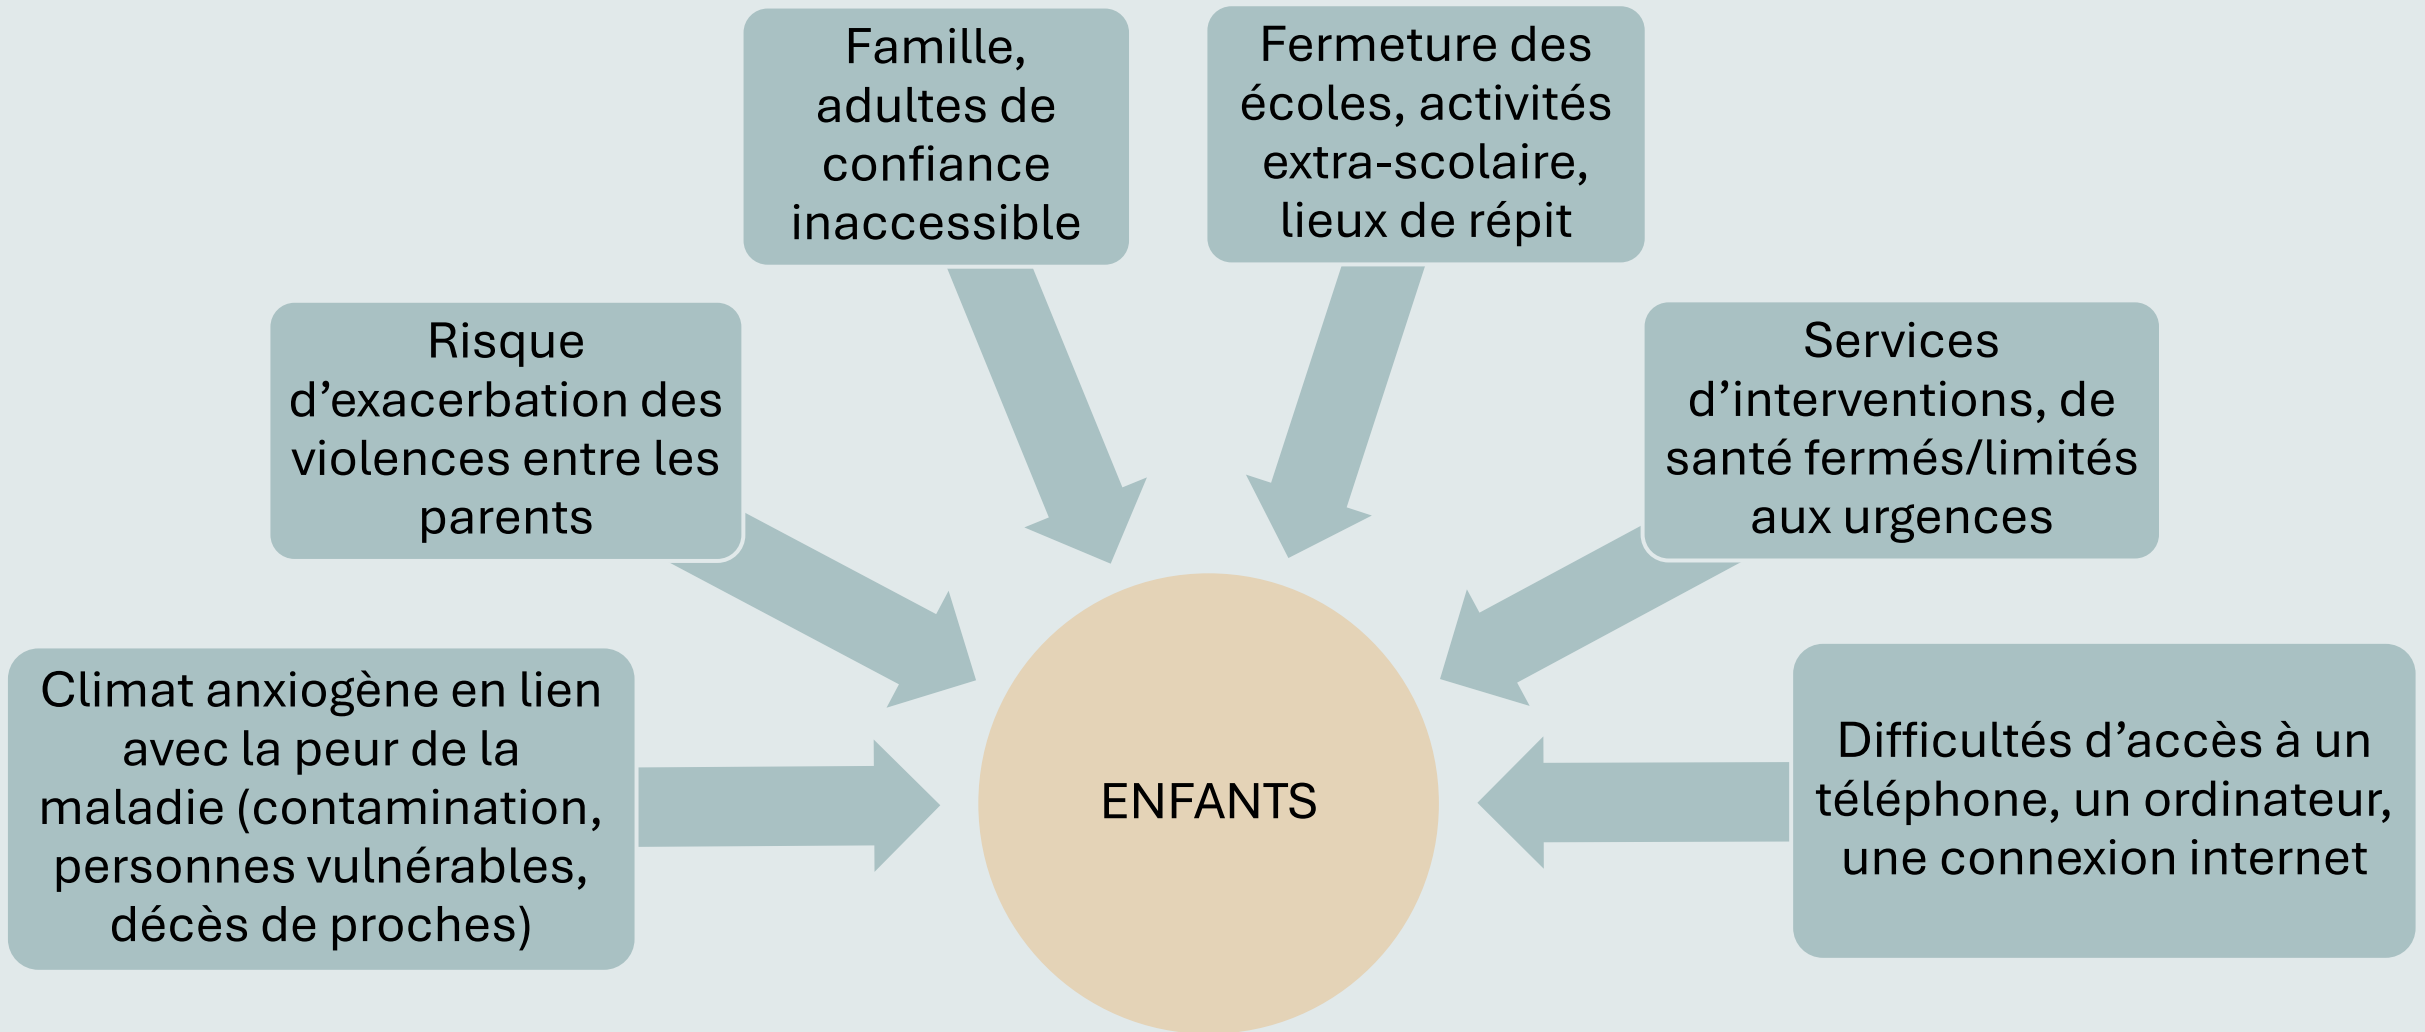 Famille,
adultes de
confiance
inaccessible
Fermeture des
écoles, activités
extra-scolaire,
lieux de répit
Risque
d’exacerbation des
violences entre les
parents
Services
d’interventions, de
santé fermés/limités
aux urgences
Climat anxiogène en lien
avec la peur de la
maladie (contamination,
personnes vulnérables,
décès de proches)
ENFANTS
Difficultés d’accès à un
téléphone, un ordinateur,
une connexion internet